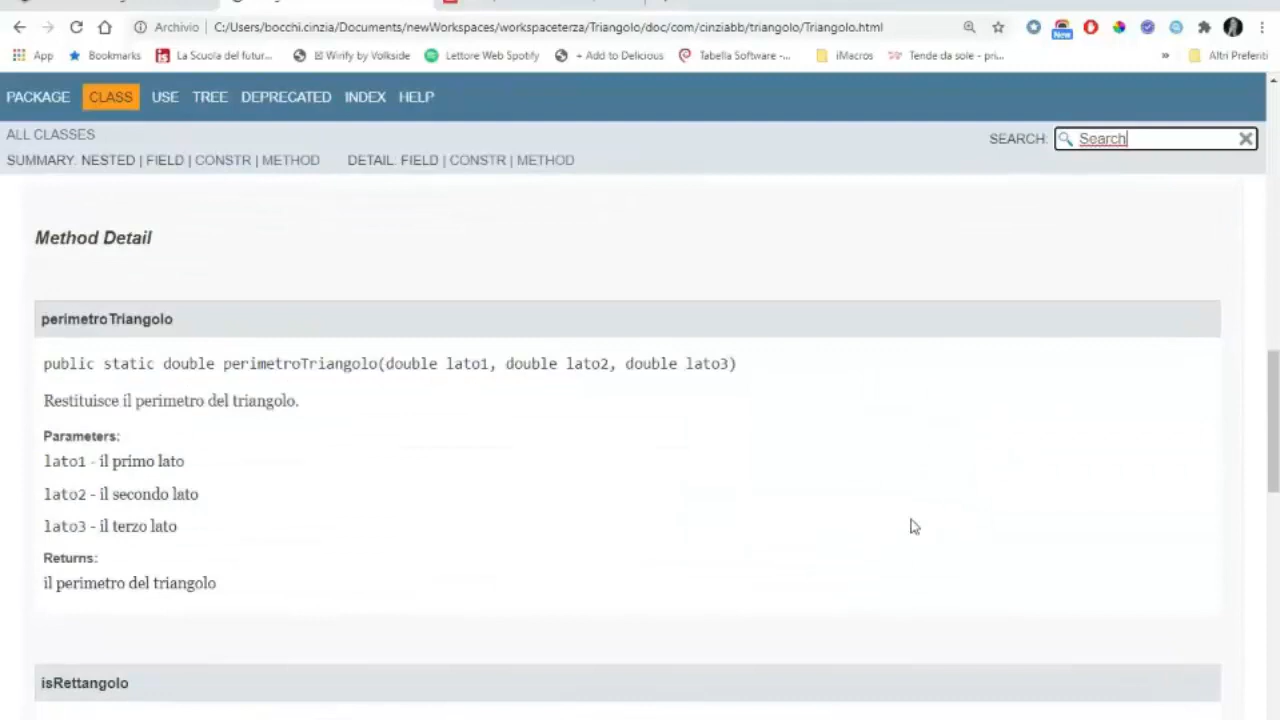 Archivio | C:/Users/bocchi.cinzia/Documents/newWorkspaces/workspaceterza/Triangolo/doc/com/cinziabb/triangolo/Triangolo.html
New
App Bookmarks La Scuola del futur... Winify by Volkside Lettore Web Spotify + Add to Delicious Tabella Software -... iMacros Tende da sole - pri... » Altri Preferiti
PACKAGE CLASS USE TREE DEPRECATED INDEX HELP
ALL CLASSES
SEARCH: Search
SUMMARY: NESTED | FIELD | CONSTR | METHOD DETAIL: FIELD | CONSTR | METHOD
Method Detail
perimetroTriangolo
public static double perimetroTriangolo(double lato1, double lato2, double lato3)
Restituisce il perimetro del triangolo.
Parameters:
lato1 - il primo lato
lato2 - il secondo lato
lato3 - il terzo lato
Returns:
il perimetro del triangolo
isRettangolo